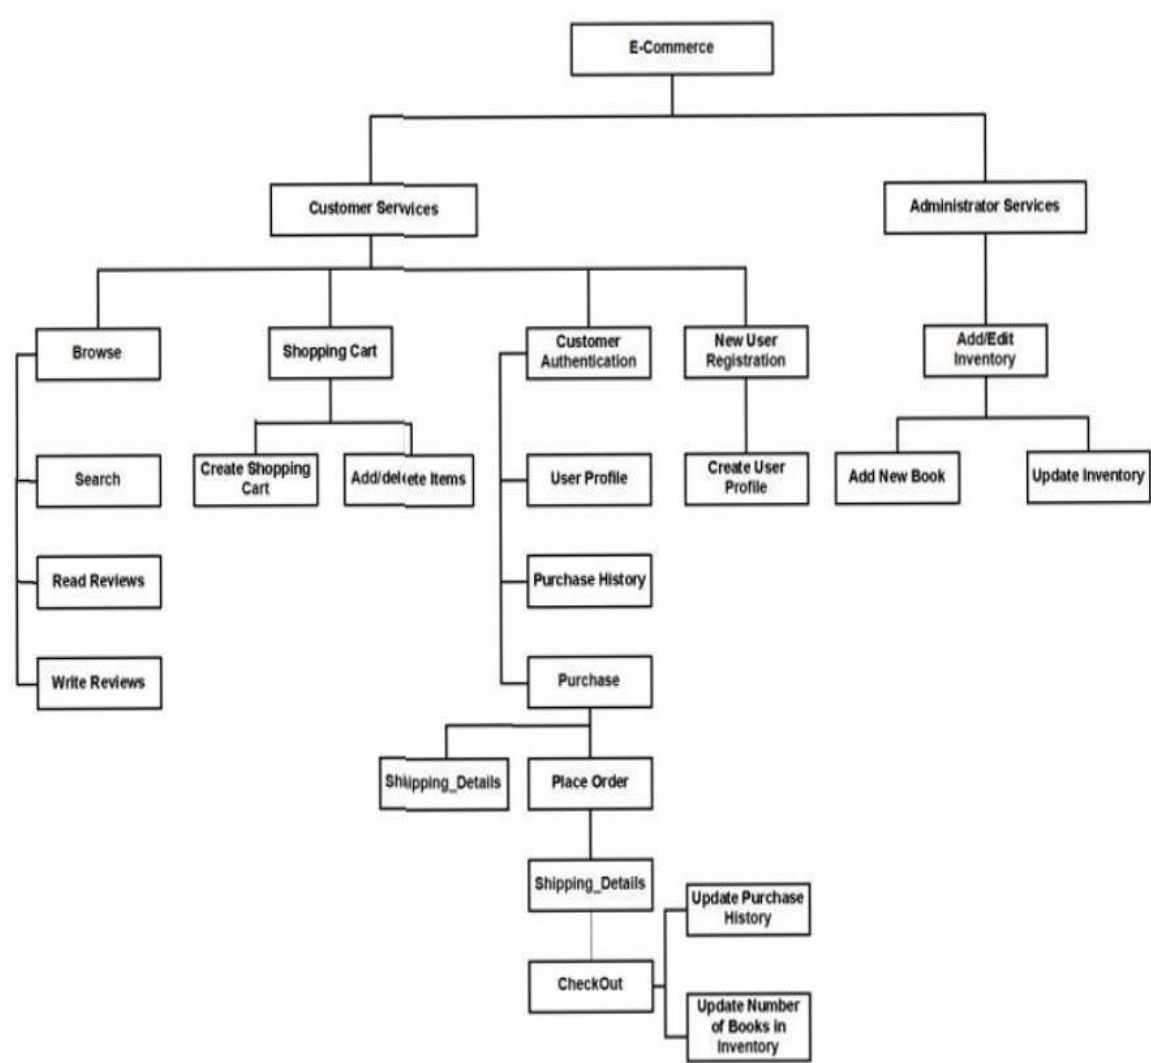 E-Commerce
Customer Services
Administrator Services
Browse
Shopping Cart
Customer
Authentication
New User
Registration
Add/Edit
Inventory
Search
Create Shopping
Cart
Add/delete Items
User Profile
Create User
Profile
Add New Book
Update Inventory
Read Reviews
Purchase History
Write Reviews
Purchase
Shipping_Details
Place Order
Shipping_Details
Update Purchase
History
CheckOut
Update Number
of Books in
Inventory